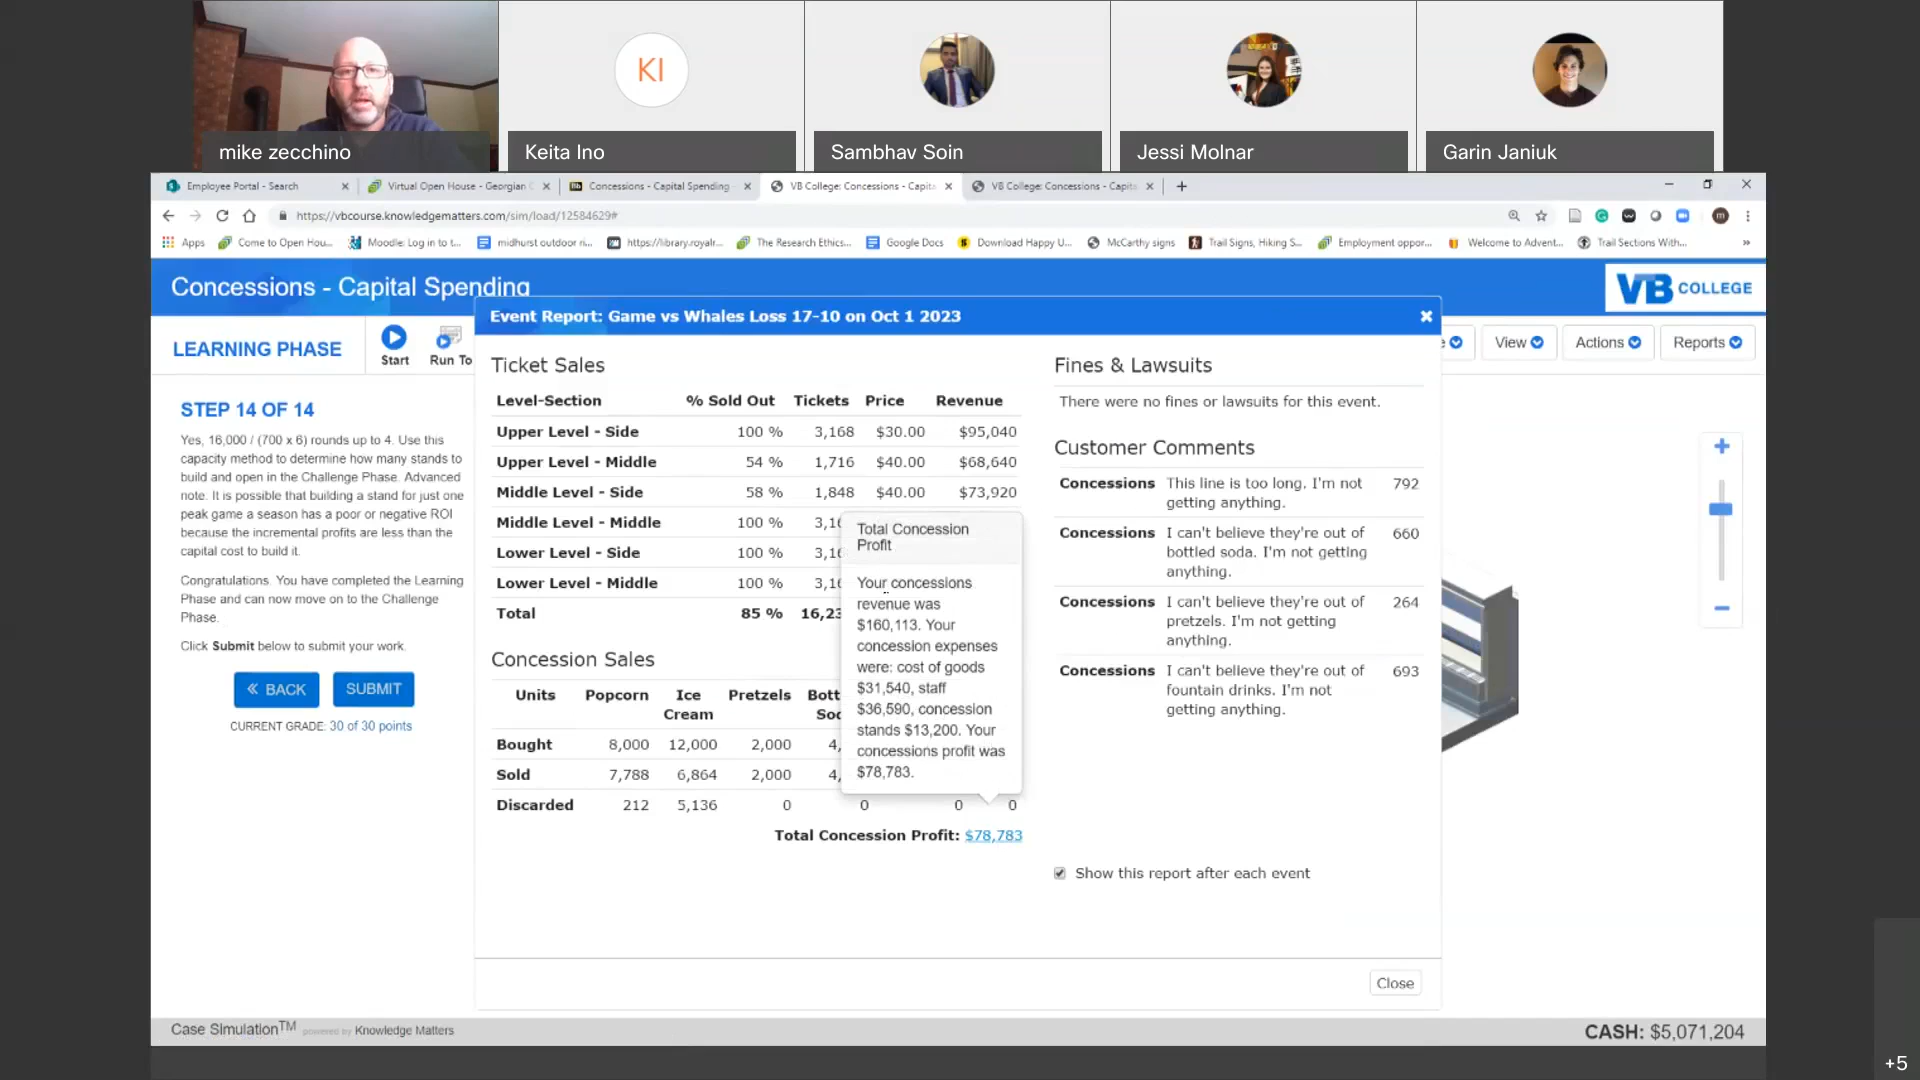 KI
mike zecchino
Keita Ino
Sambhav Soin
Jessi Molnar
Garin Janiuk
Employee Portal - Search
Virtual Open House - Georgian C
Concessions - Capital Spending
VB College: Concessions - Capita
VB College: Concessions - Capita
https://vbcourse.knowledgematters.com/sim/load/12584629#
Apps
Come to Open Hou...
Moodle: Log in to t...
midhurst outdoor ri...
https://library.royalr...
The Research Ethics...
Google Docs
Download Happy U...
McCarthy signs
Trail Signs, Hiking S...
Employment oppor...
Welcome to Advent...
Trail Sections With...
Concessions - Capital Spending
VB COLLEGE
LEARNING PHASE
Start
Run To
View
Actions
Reports
STEP 14 OF 14
Yes, 16,000 / (700 x 6) rounds up to 4. Use this
capacity method to determine how many stands to
build and open in the Challenge Phase. Advanced
note. It is possible that building a stand for just one
peak game a season has a poor or negative ROI
because the incremental profits are less than the
capital cost to build it.
Congratulations. You have completed the Learning
Phase and can now move on to the Challenge
Phase.
Click Submit below to submit your work.
BACK
SUBMIT
CURRENT GRADE: 30 of 30 points
Event Report: Game vs Whales Loss 17-10 on Oct 1 2023
Ticket Sales
Level-Section % Sold Out Tickets Price Revenue
Upper Level - Side 100 % 3,168 $30.00 $95,040
Upper Level - Middle 54 % 1,716 $40.00 $68,640
Middle Level - Side 58 % 1,848 $40.00 $73,920
Middle Level - Middle 100 % 3,16
Lower Level - Side 100 % 3,16
Lower Level - Middle 100 % 3,16
Total 85 % 16,23
Total Concession
Profit
Your concessions
revenue was
$160,113. Your
concession expenses
were: cost of goods
$31,540, staff
$36,590, concession
stands $13,200. Your
concessions profit was
$78,783.
Concession Sales
Units Popcorn Ice Pretzels Bott
Cream Soc
Bought 8,000 12,000 2,000 4,
Sold 7,788 6,864 2,000 4,
Discarded 212 5,136 0 0 0 0
Total Concession Profit: $78,783
Fines & Lawsuits
There were no fines or lawsuits for this event.
Customer Comments
Concessions This line is too long. I'm not 792
getting anything.
Concessions I can't believe they're out of 660
bottled soda. I'm not getting
anything.
Concessions I can't believe they're out of 264
pretzels. I'm not getting
anything.
Concessions I can't believe they're out of 693
fountain drinks. I'm not
getting anything.
Show this report after each event
Close
Case Simulation™ powered by Knowledge Matters
CASH: $5,071,204
+5